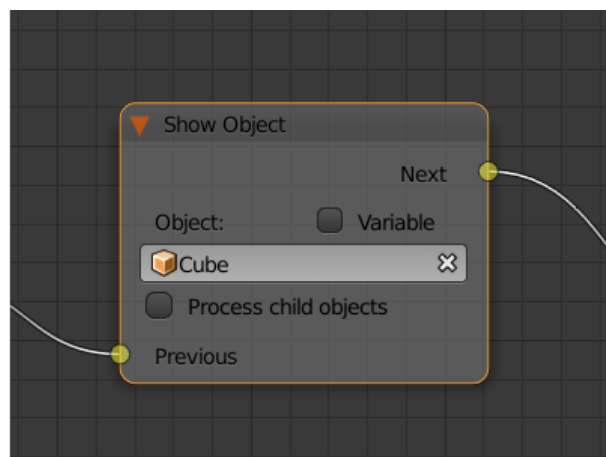 Show Object
Next
Object: Variable
Cube
Process child objects
Previous